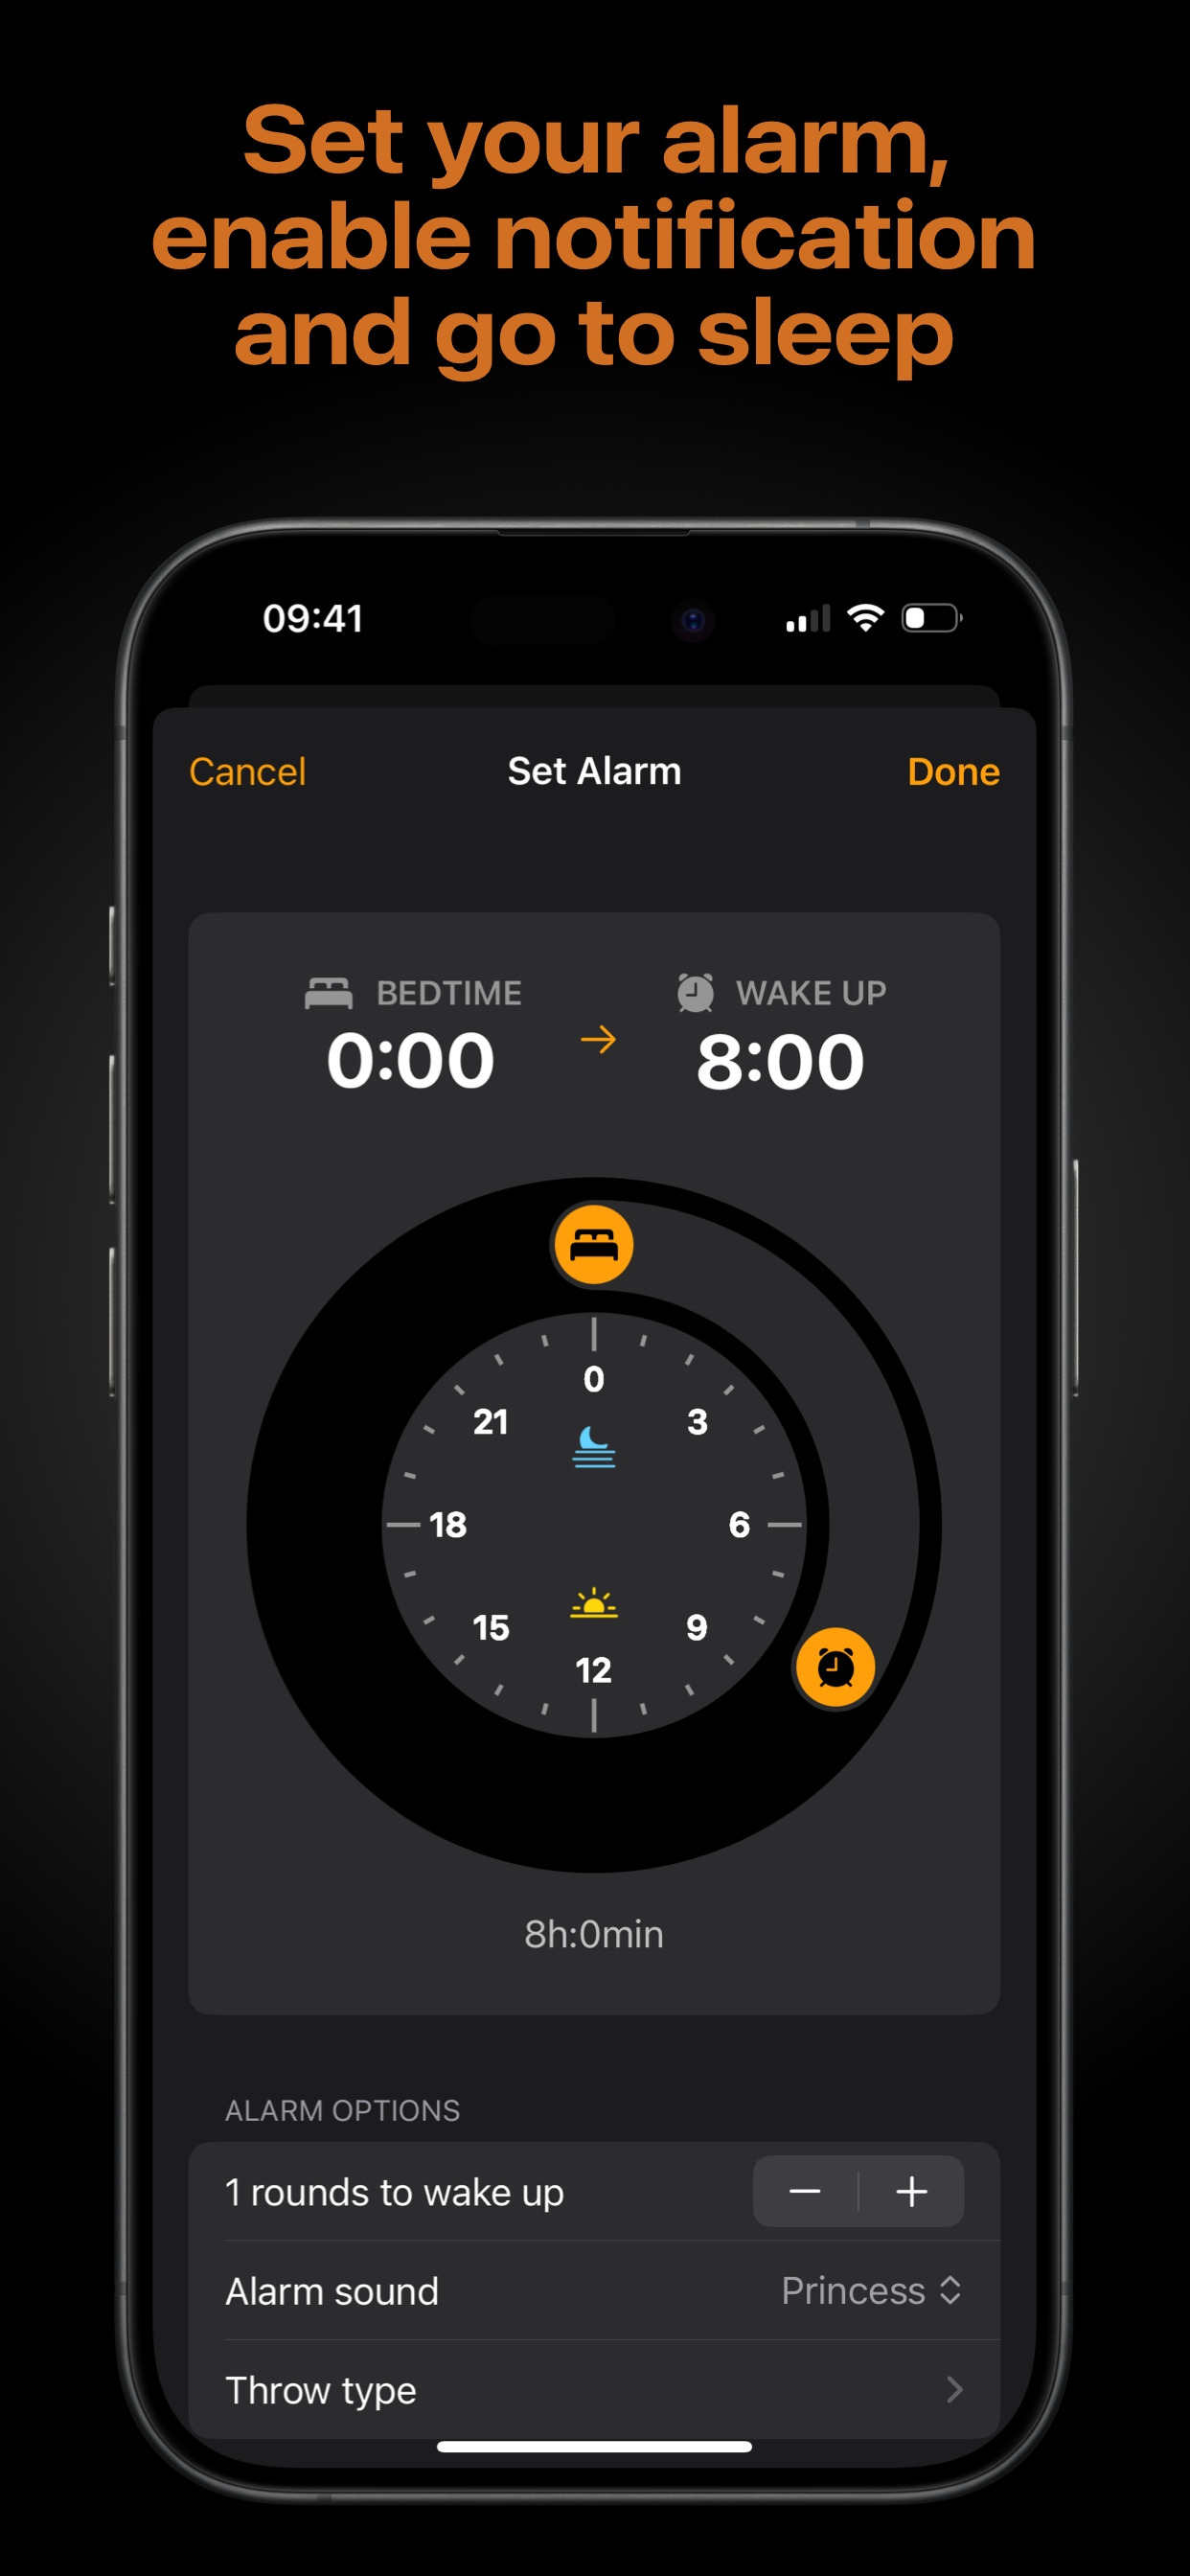 Set your alarm,
enable notification
and go to sleep
09:41
Cancel Set Alarm Done
BEDTIME WAKE UP
0:00 8:00
0
21 3
18 6
15 9
12
8h:0min
ALARM OPTIONS
1 rounds to wake up
Alarm sound Princess
Throw type